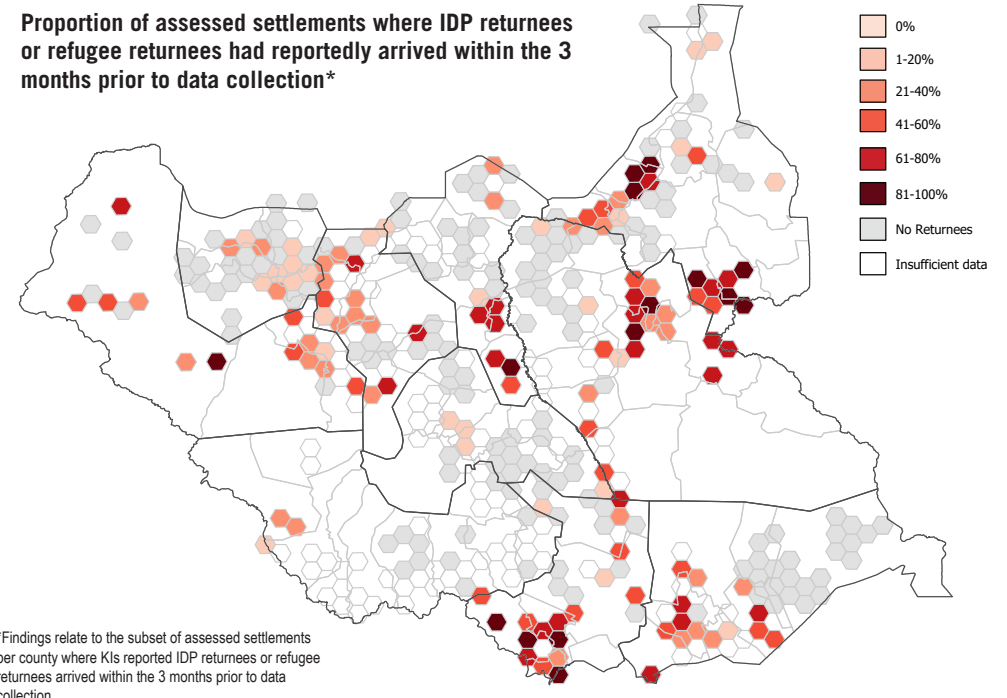 Proportion of assessed settlements where IDP returnees
or refugee returnees had reportedly arrived within the 3
months prior to data collection*
0%
1-20%
21-40%
41-60%
61-80%
81-100%
No Returnees
Insufficient data
*Findings relate to the subset of assessed settlements
per county where KIs reported IDP returnees or refugee
returnees arrived within the 3 months prior to data
collection